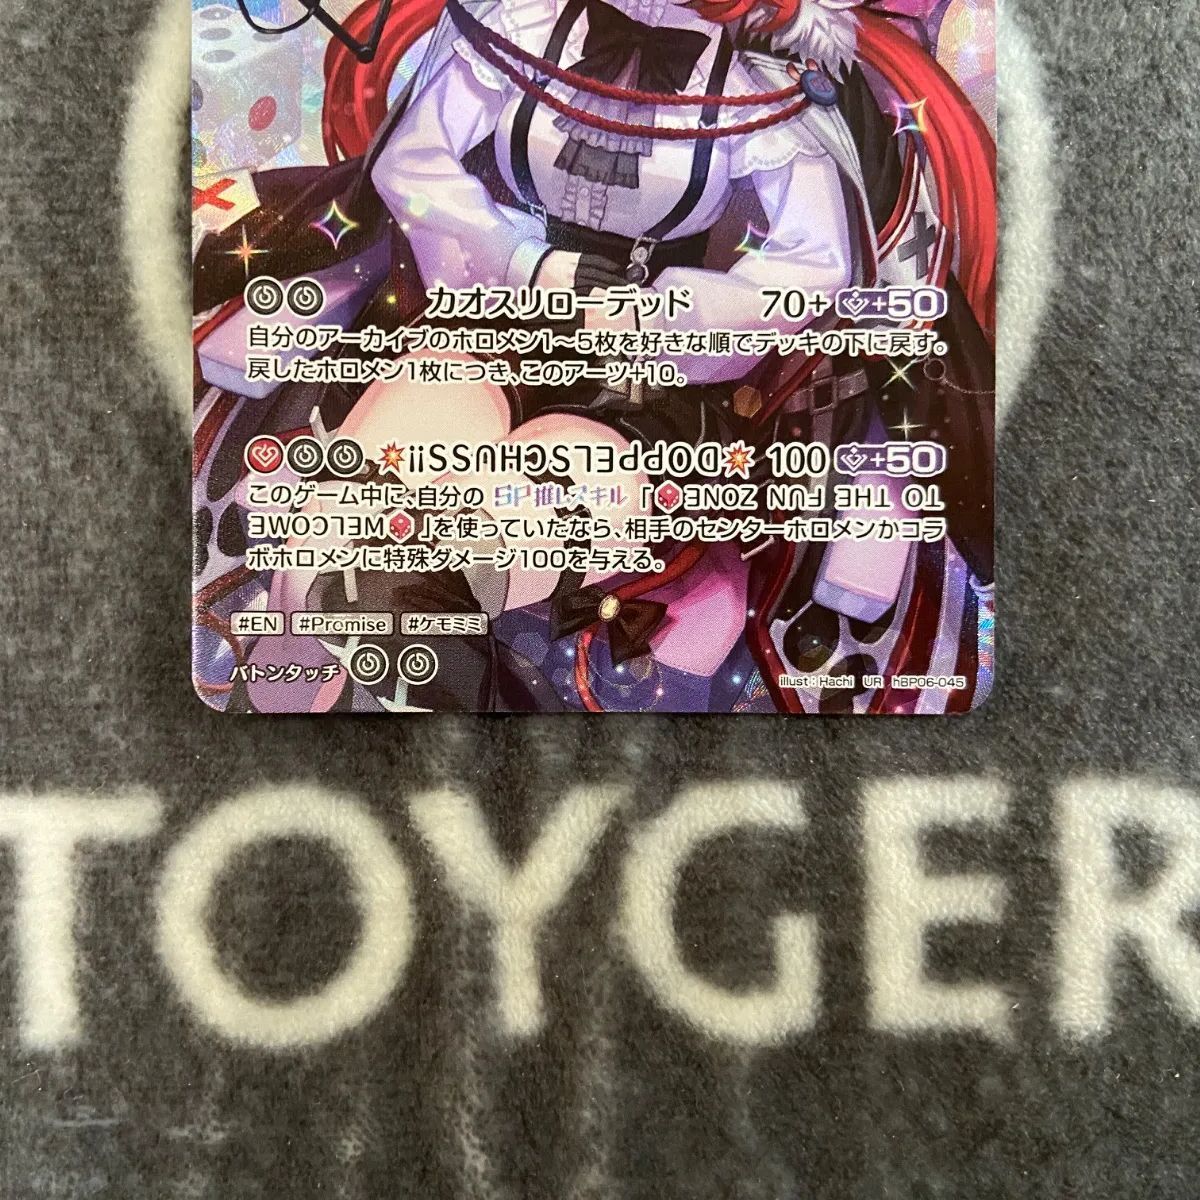 カオスリローデッド 70+ +50
自分のアーカイブのホロメン1〜5枚を好きな順でデッキの下に戻す。
戻したホロメン1枚につき、このアーツ+10。
DOPPELSCHUSS!! 100 +50
このゲーム中に、自分の SP推しスキル 「WELCOME
TO THE FUN ZONE」を使っていたなら、相手のセンターホロメンかコラ
ボホロメンに特殊ダメージ100を与える。
#EN #Promise #ケモミミ
バトンタッチ
illust:Hachi UR hBP06-045
TOYGER